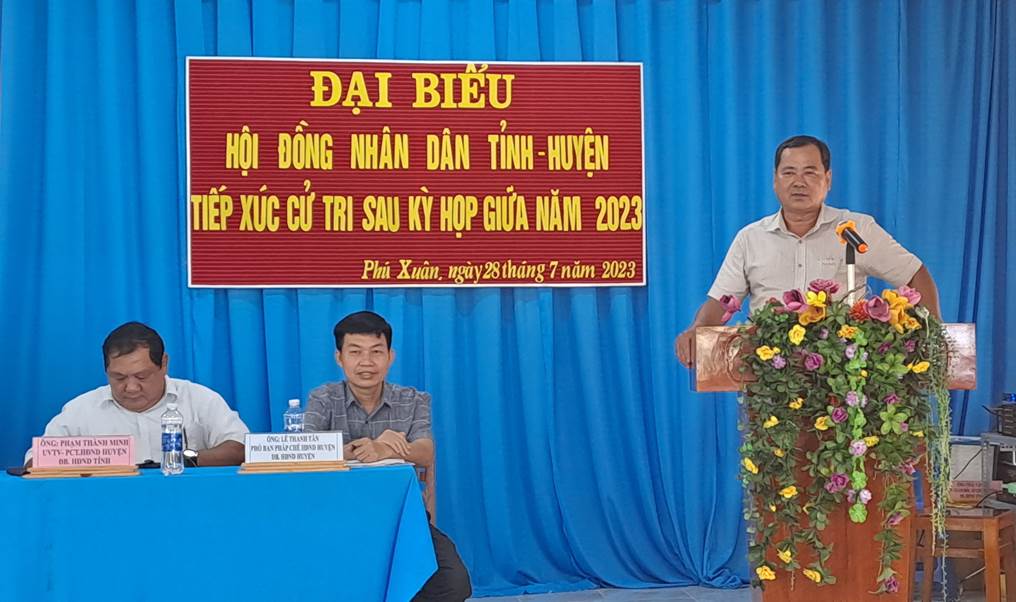 ĐẠI BIỂU
HỘI ĐỒNG NHÂN DÂN TỈNH - HUYỆN
TIẾP XÚC CỬ TRI SAU KỲ HỌP GIỮA NĂM 2023
Phú Xuân, ngày 28 tháng 7 năm 2023
ÔNG: PHẠM THÀNH MINH
UVTV- PCT.HĐND HUYỆN
ĐB. HĐND TỈNH
ÔNG: LÊ THANH TÂN
PHÓ BAN PHÁP CHẾ HĐND HUYỆN
ĐB. HĐND HUYỆN